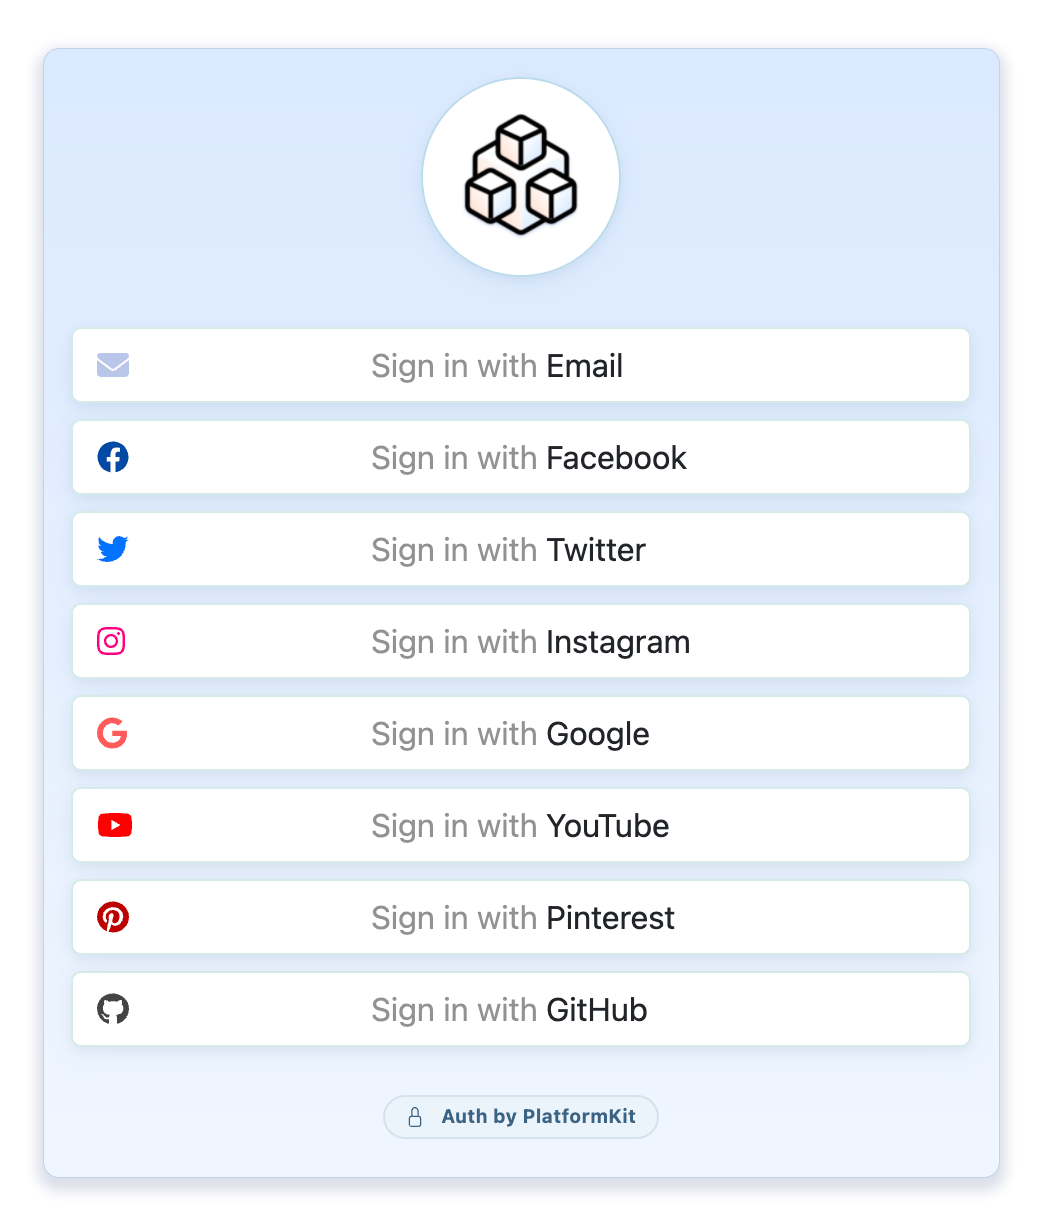 Sign in with Email
Sign in with Facebook
Sign in with Twitter
Sign in with Instagram
Sign in with Google
Sign in with YouTube
Sign in with Pinterest
Sign in with GitHub
Auth by PlatformKit